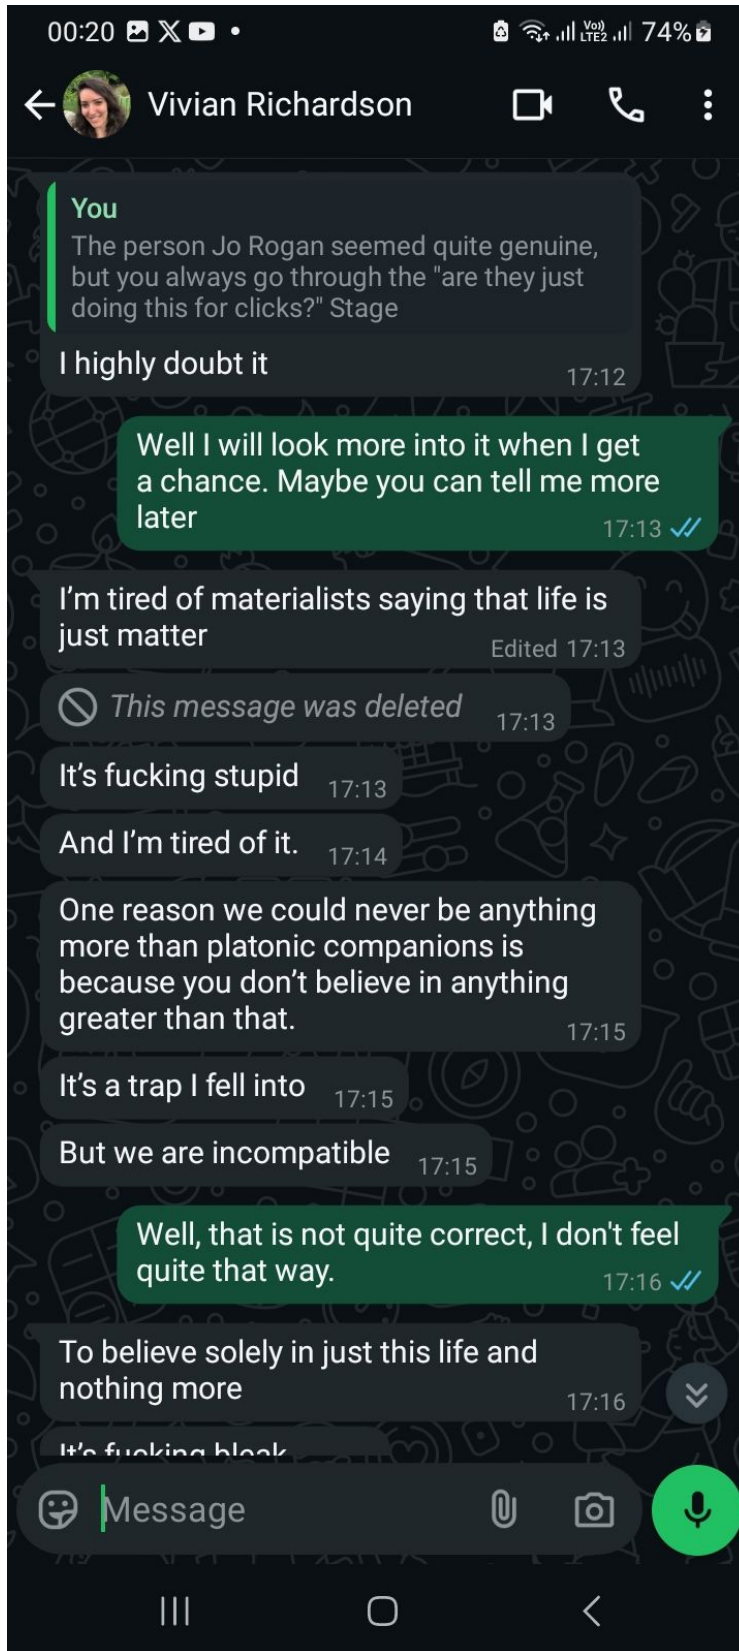 00:20
Vo))
LTE2
74%
Vivian Richardson
You
The person Jo Rogan seemed quite genuine,
but you always go through the "are they just
doing this for clicks?" Stage
I highly doubt it
17:12
Well I will look more into it when I get
a chance. Maybe you can tell me more
later
17:13
I’m tired of materialists saying that life is
just matter
Edited 17:13
This message was deleted
17:13
It’s fucking stupid
17:13
And I’m tired of it.
17:14
One reason we could never be anything
more than platonic companions is
because you don’t believe in anything
greater than that.
17:15
It’s a trap I fell into
17:15
But we are incompatible
17:15
Well, that is not quite correct, I don't feel
quite that way.
17:16
To believe solely in just this life and
nothing more
17:16
It’s fucking bleak
Message